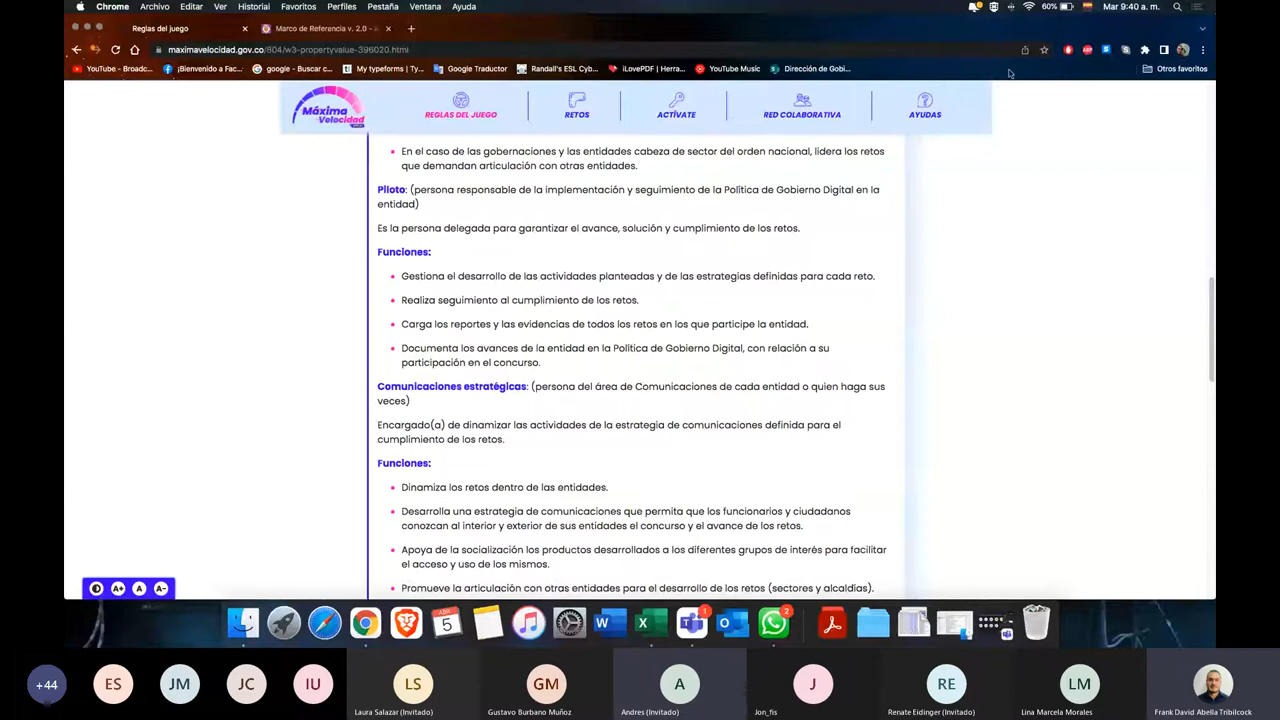 Chrome Archivo Editar Ver Historial Favoritos Perfiles Pestaña Ventana Ayuda 60% Mar 9:40 a. m.
Reglas del juego × Marco de Referencia v. 2.0 - × +
maximavelocidad.gov.co/804/w3-propertyvalue-396020.html
YouTube - Broadc... ¡Bienvenido a Fac... google - Buscar c... My typeforms | Ty... Google Traductor Randall's ESL Cyb... iLovePDF | Herra... YouTube Music Dirección de Gobi... Otros favoritos
Máxima Velocidad
REGLAS DEL JUEGO RETOS ACTÍVATE RED COLABORATIVA AYUDAS
• En el caso de las gobernaciones y las entidades cabeza de sector del orden nacional, lidera los retos
que demandan articulación con otras entidades.
Piloto: (persona responsable de la implementación y seguimiento de la Política de Gobierno Digital en la
entidad)
Es la persona delegada para garantizar el avance, solución y cumplimiento de los retos.
Funciones:
• Gestiona el desarrollo de las actividades planteadas y de las estrategias definidas para cada reto.
• Realiza seguimiento al cumplimiento de los retos.
• Carga los reportes y las evidencias de todos los retos en los que participe la entidad.
• Documenta los avances de la entidad en la Política de Gobierno Digital, con relación a su
participación en el concurso.
Comunicaciones estratégicas: (persona del área de Comunicaciones de cada entidad o quien haga sus
veces)
Encargado(a) de dinamizar las actividades de la estrategia de comunicaciones definida para el
cumplimiento de los retos.
Funciones:
• Dinamiza los retos dentro de las entidades.
• Desarrolla una estrategia de comunicaciones que permita que los funcionarios y ciudadanos
conozcan al interior y exterior de sus entidades el concurso y el avance de los retos.
• Apoya de la socialización los productos desarrollados a los diferentes grupos de interés para facilitar
el acceso y uso de los mismos.
• Promueve la articulación con otras entidades para el desarrollo de los retos (sectores y alcaldías).
A+ A A-
ABR 5 1 2
+44 ES JM JC IU LS GM A J RE LM
Laura Salazar (Invitado) Gustavo Burbano Muñoz Andres (Invitado) Jon_fis Renate Eidinger (Invitado) Lina Marcela Morales Frank David Abella Tribilcock